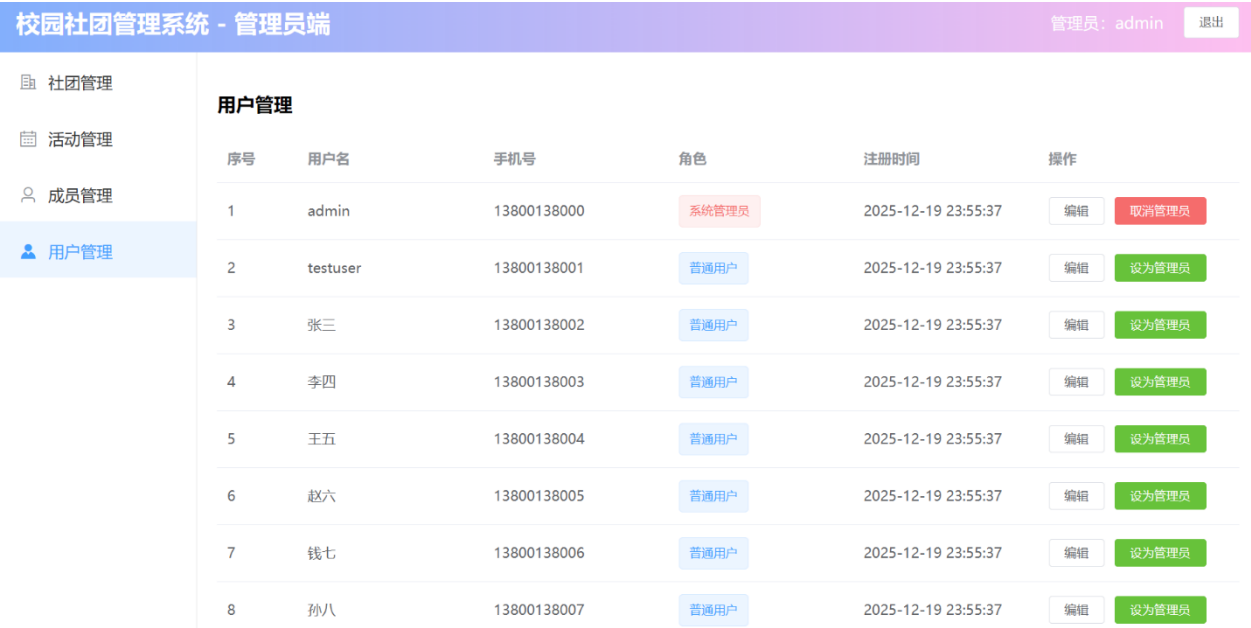 校园社团管理系统 - 管理员端 管理员：admin 退出
社团管理
活动管理
成员管理
用户管理
用户管理
序号 用户名 手机号 角色 注册时间 操作
1 admin 13800138000 系统管理员 2025-12-19 23:55:37 编辑 取消管理员
2 testuser 13800138001 普通用户 2025-12-19 23:55:37 编辑 设为管理员
3 张三 13800138002 普通用户 2025-12-19 23:55:37 编辑 设为管理员
4 李四 13800138003 普通用户 2025-12-19 23:55:37 编辑 设为管理员
5 王五 13800138004 普通用户 2025-12-19 23:55:37 编辑 设为管理员
6 赵六 13800138005 普通用户 2025-12-19 23:55:37 编辑 设为管理员
7 钱七 13800138006 普通用户 2025-12-19 23:55:37 编辑 设为管理员
8 孙八 13800138007 普通用户 2025-12-19 23:55:37 编辑 设为管理员